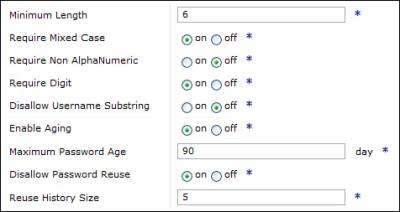 Minimum Length 6 *
Require Mixed Case on off *
Require Non AlphaNumeric on off *
Require Digit on off *
Disallow Username Substring on off *
Enable Aging on off *
Maximum Password Age 90 day *
Disallow Password Reuse on off *
Reuse History Size 5 *